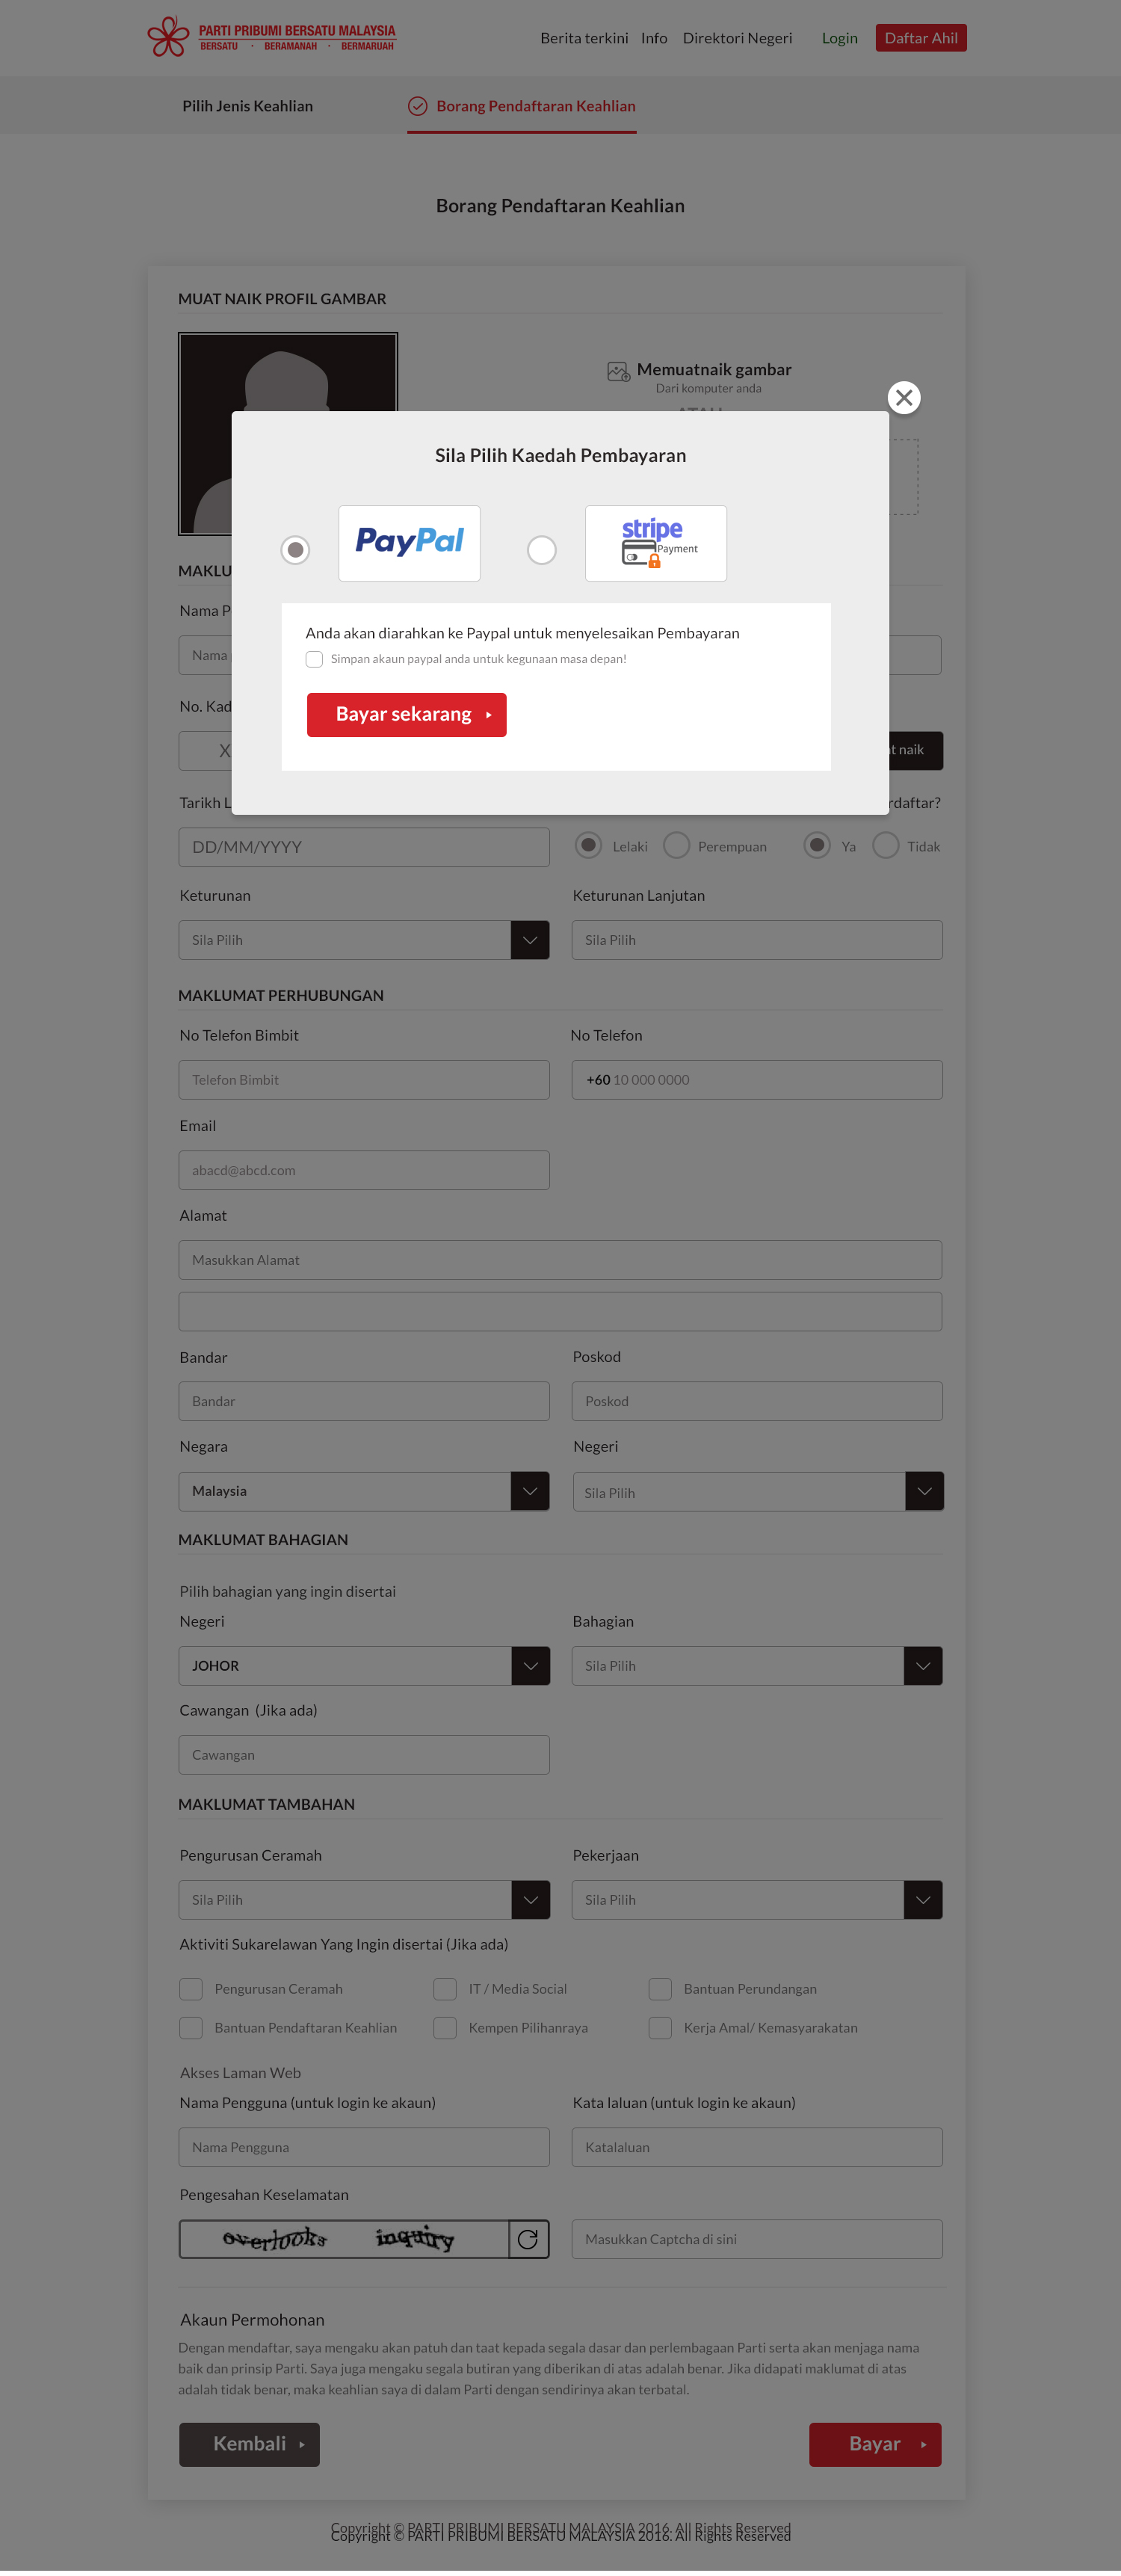 PARTI PRIBUMI BERSATU MALAYSIA
BERSATU · BERAMANAH · BERMARUAH
Berita terkini Info Direktori Negeri Login Daftar Ahil
Pilih Jenis Keahlian Borang Pendaftaran Keahlian
Borang Pendaftaran Keahlian
MUAT NAIK PROFIL GAMBAR
Memuatnaik gambar
Dari komputer anda
Sila Pilih Kaedah Pembayaran
PayPal
stripe
Payment
Anda akan diarahkan ke Paypal untuk menyelesaikan Pembayaran
Simpan akaun paypal anda untuk kegunaan masa depan!
Bayar sekarang
MAKLU
Nama P
Nama
No. Kad
X
t naik
Tarikh L
rdaftar?
DD/MM/YYYY
Lelaki Perempuan Ya Tidak
Keturunan Keturunan Lanjutan
Sila Pilih Sila Pilih
MAKLUMAT PERHUBUNGAN
No Telefon Bimbit No Telefon
Telefon Bimbit +60 10 000 0000
Email
abacd@abcd.com
Alamat
Masukkan Alamat
Bandar Poskod
Bandar Poskod
Negara Negeri
Malaysia Sila Pilih
MAKLUMAT BAHAGIAN
Pilih bahagian yang ingin disertai
Negeri Bahagian
JOHOR Sila Pilih
Cawangan (Jika ada)
Cawangan
MAKLUMAT TAMBAHAN
Pengurusan Ceramah Pekerjaan
Sila Pilih Sila Pilih
Aktiviti Sukarelawan Yang Ingin disertai (Jika ada)
Pengurusan Ceramah IT / Media Social Bantuan Perundangan
Bantuan Pendaftaran Keahlian Kempen Pilihanraya Kerja Amal/ Kemasyarakatan
Akses Laman Web
Nama Pengguna (untuk login ke akaun) Kata laluan (untuk login ke akaun)
Nama Pengguna Katalaluan
Pengesahan Keselamatan
overlooks inquiry Masukkan Captcha di sini
Akaun Permohonan
Dengan mendaftar, saya mengaku akan patuh dan taat kepada segala dasar dan perlembagaan Parti serta akan menjaga nama
baik dan prinsip Parti. Saya juga mengaku segala butiran yang diberikan di atas adalah benar. Jika didapati maklumat di atas
adalah tidak benar, maka keahlian saya di dalam Parti dengan sendirinya akan terbatal.
Kembali Bayar
Copyright © PARTI PRIBUMI BERSATU MALAYSIA 2016. All Rights Reserved
Copyright © PARTI PRIBUMI BERSATU MALAYSIA 2016. All Rights Reserved